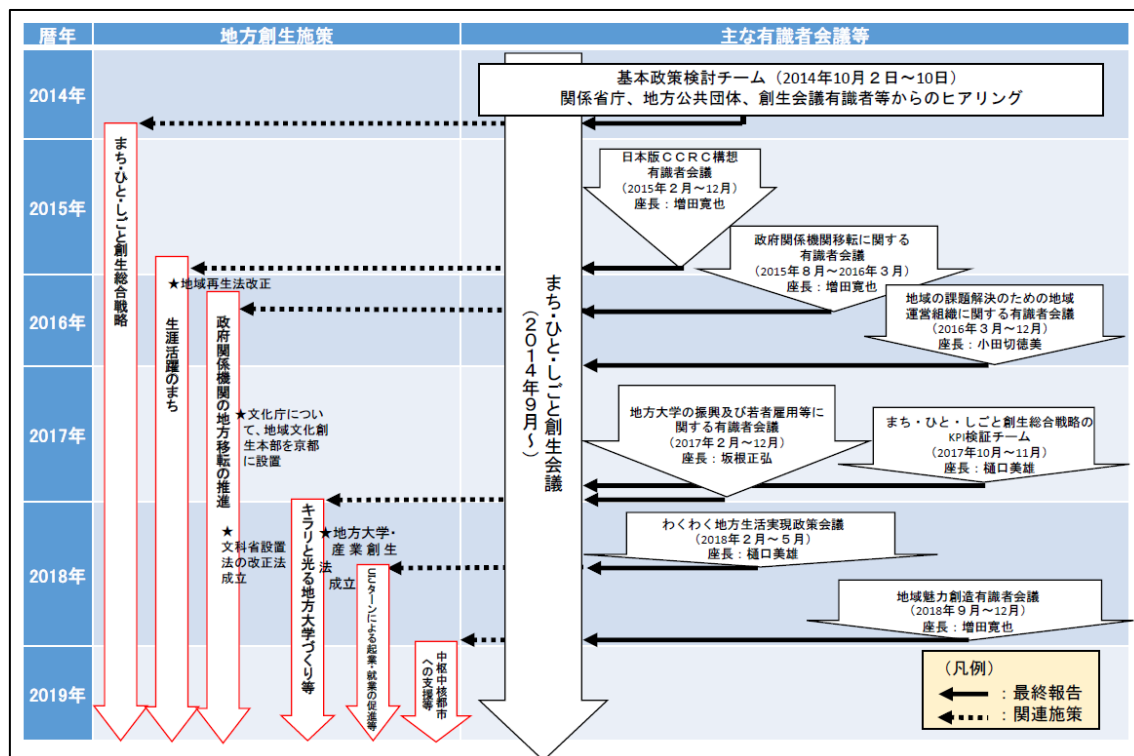 暦年
地方創生施策
主な有識者会議等
2014年
2015年
2016年
2017年
2018年
2019年
まち・ひと・しごと創生総合戦略
生涯活躍のまち
★地域再生法改正
政府関係機関の地方移転の推進
★文化庁につい
て、地域文化創
生本部を京都
に設置
★
文科省設置
法の改正法
成立
キラリと光る地方大学づくり等
★地方大学・
産業創生
法
成立
UIJターンによる起業・就業の促進等
中枢中核都市
への支援等
まち・ひと・しごと創生会議
（2014年9月～）
基本政策検討チーム（2014年10月２日～10日）
関係省庁、地方公共団体、創生会議有識者等からのヒアリング
日本版ＣＣＲＣ構想
有識者会議
（2015年２月～12月）
座長：増田寛也
政府関係機関移転に関する
有識者会議
（2015年８月～2016年３月）
座長：増田寛也
地域の課題解決のための地域
運営組織に関する有識者会議
（2016年３月～12月）
座長：小田切徳美
地方大学の振興及び若者雇用等に
関する有識者会議
（2017年２月～12月）
座長：坂根正弘
まち・ひと・しごと創生総合戦略の
KPI検証チーム
（2017年10月～11月）
座長：樋口美雄
わくわく地方生活実現政策会議
（2018年２月～５月）
座長：樋口美雄
地域魅力創造有識者会議
（2018年９月～12月）
座長：増田寛也
（凡例）
：最終報告
：関連施策